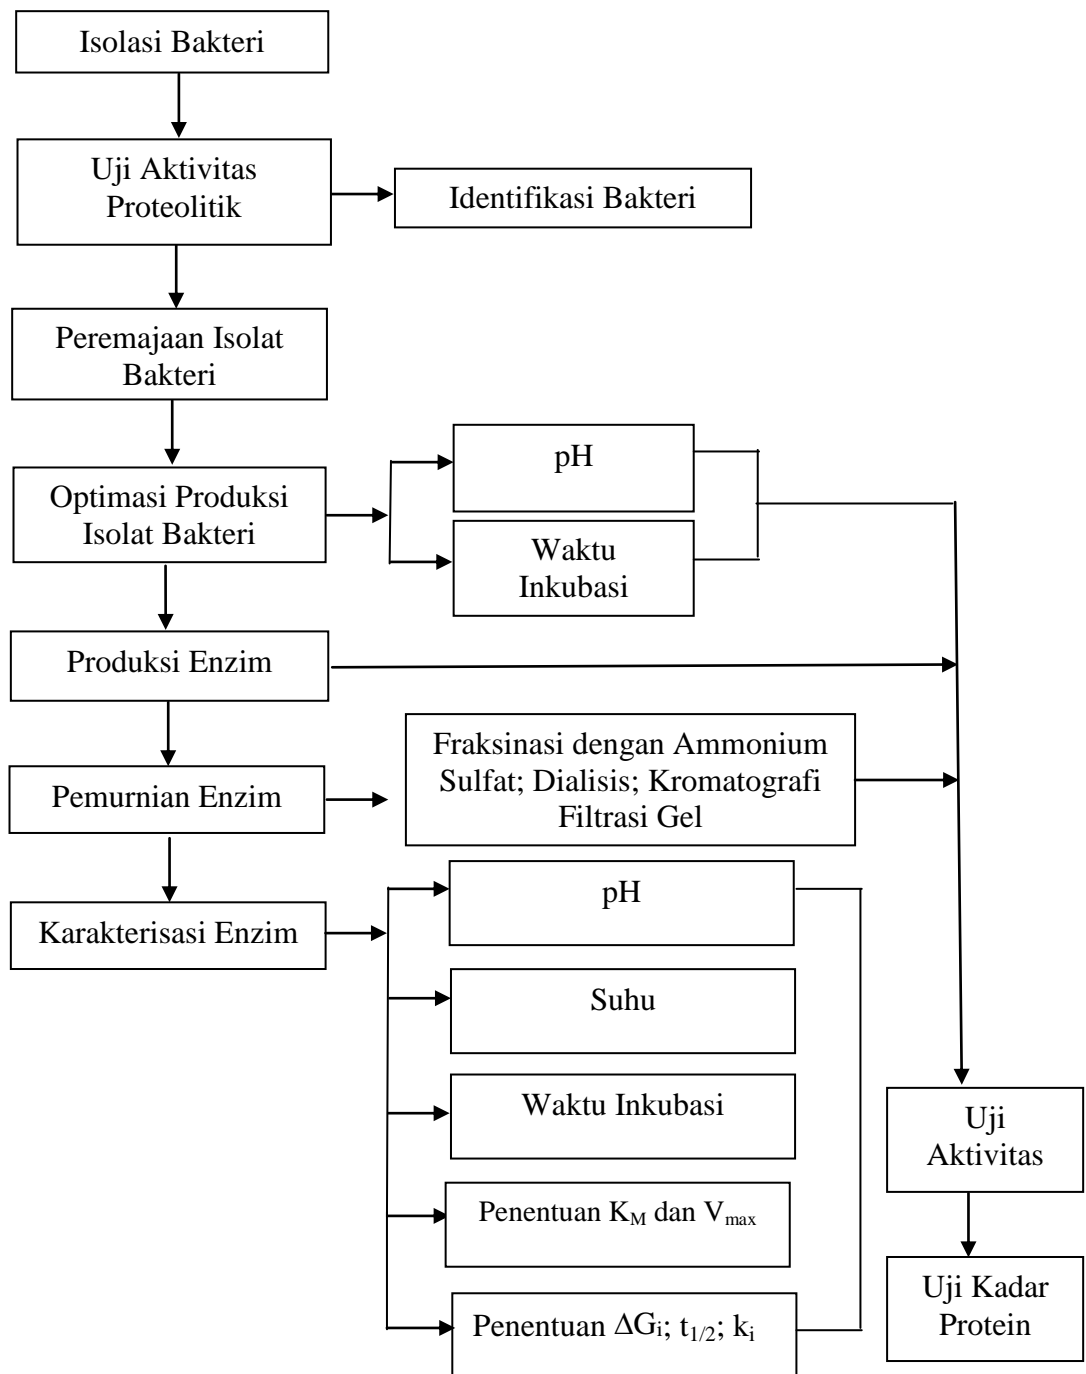 Isolasi Bakteri
Uji Aktivitas
Proteolitik
Identifikasi Bakteri
Peremajaan Isolat
Bakteri
Optimasi Produksi
Isolat Bakteri
pH
Waktu
Inkubasi
Produksi Enzim
Pemurnian Enzim
Fraksinasi dengan Ammonium
Sulfat; Dialisis; Kromatografi
Filtrasi Gel
Karakterisasi Enzim
pH
Suhu
Waktu Inkubasi
Penentuan K_M dan V_max
Penentuan ΔG_i; t_1/2; k_i
Uji
Aktivitas
Uji Kadar
Protein